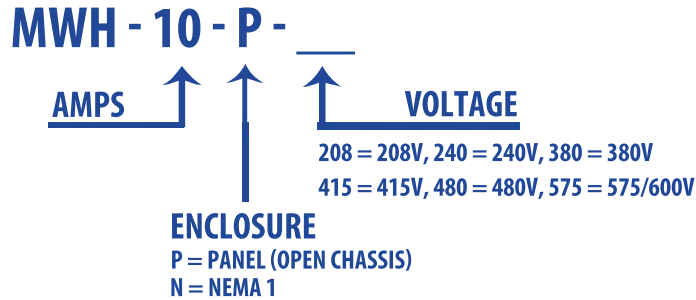 MWH - 10 - P - ___
AMPS
VOLTAGE
208 = 208V, 240 = 240V, 380 = 380V
415 = 415V, 480 = 480V, 575 = 575/600V
ENCLOSURE
P = PANEL (OPEN CHASSIS)
N = NEMA 1